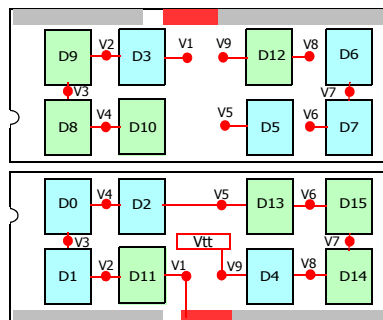 D9 V2 D3 V1 V9 D12 V8 D6
V3 V7
D8 V4 D10 V5 D5 V6 D7
D0 V4 D2 V5 D13 V6 D15
V3 Vtt V7
D1 V2 D11 V1 V9 D4 V8 D14